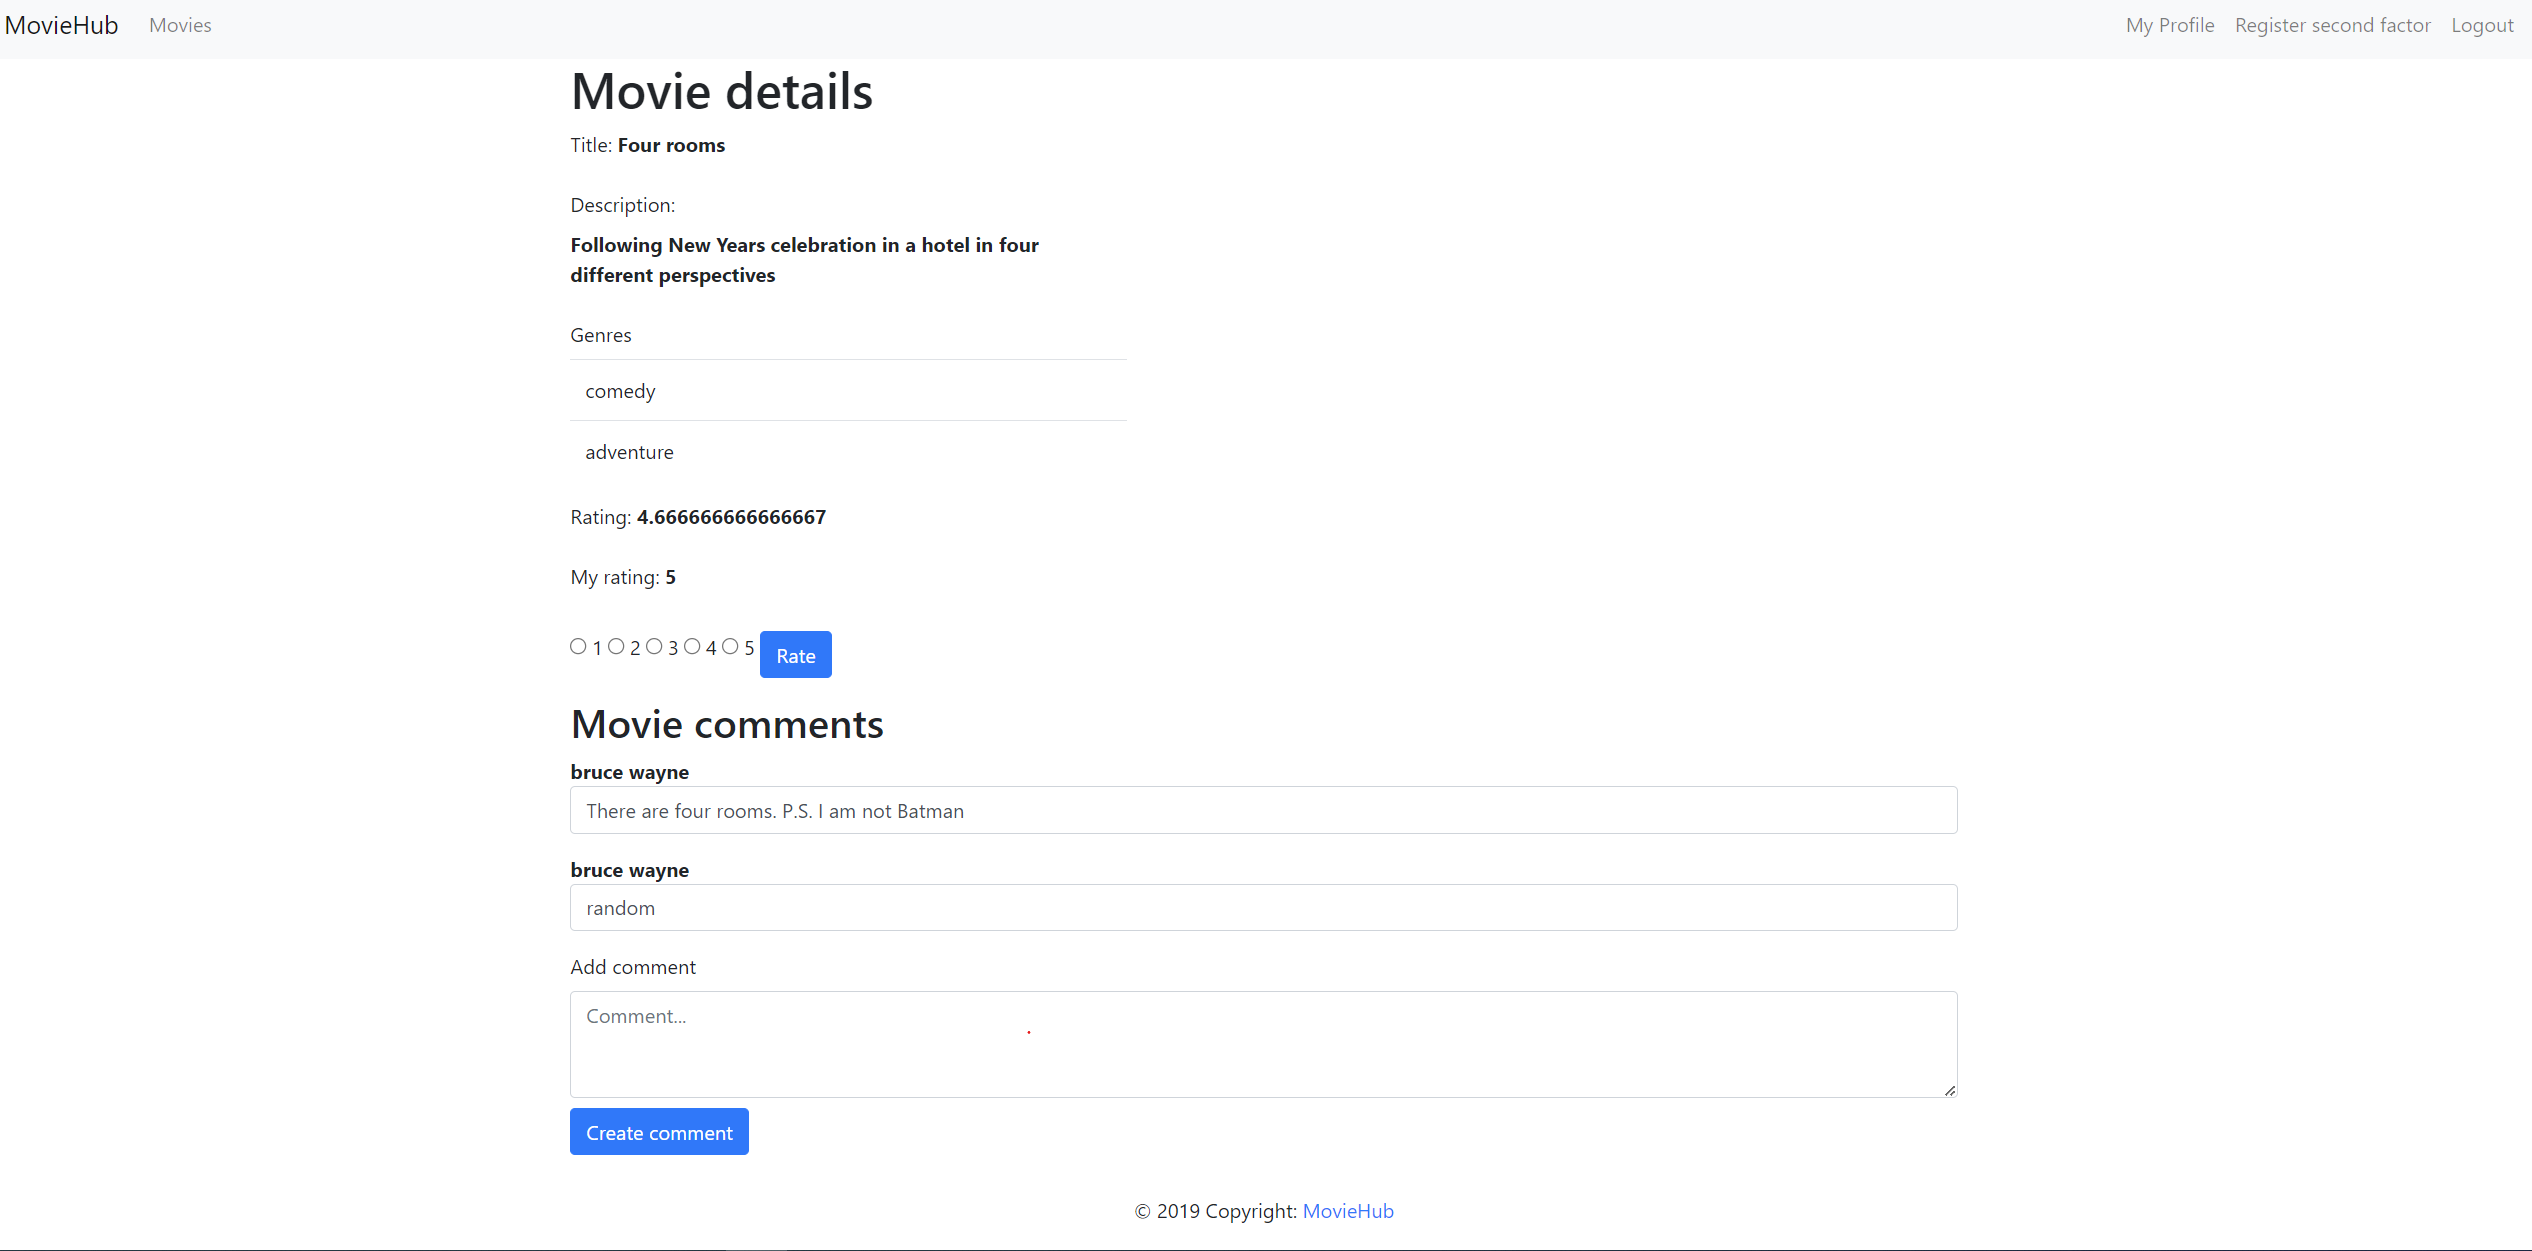 MovieHub Movies My Profile Register second factor Logout
Movie details
Title: Four rooms
Description:
Following New Years celebration in a hotel in four
different perspectives
Genres
comedy
adventure
Rating: 4.666666666666667
My rating: 5
1 2 3 4 5 Rate
Movie comments
bruce wayne
There are four rooms. P.S. I am not Batman
bruce wayne
random
Add comment
Comment...
Create comment
© 2019 Copyright: MovieHub